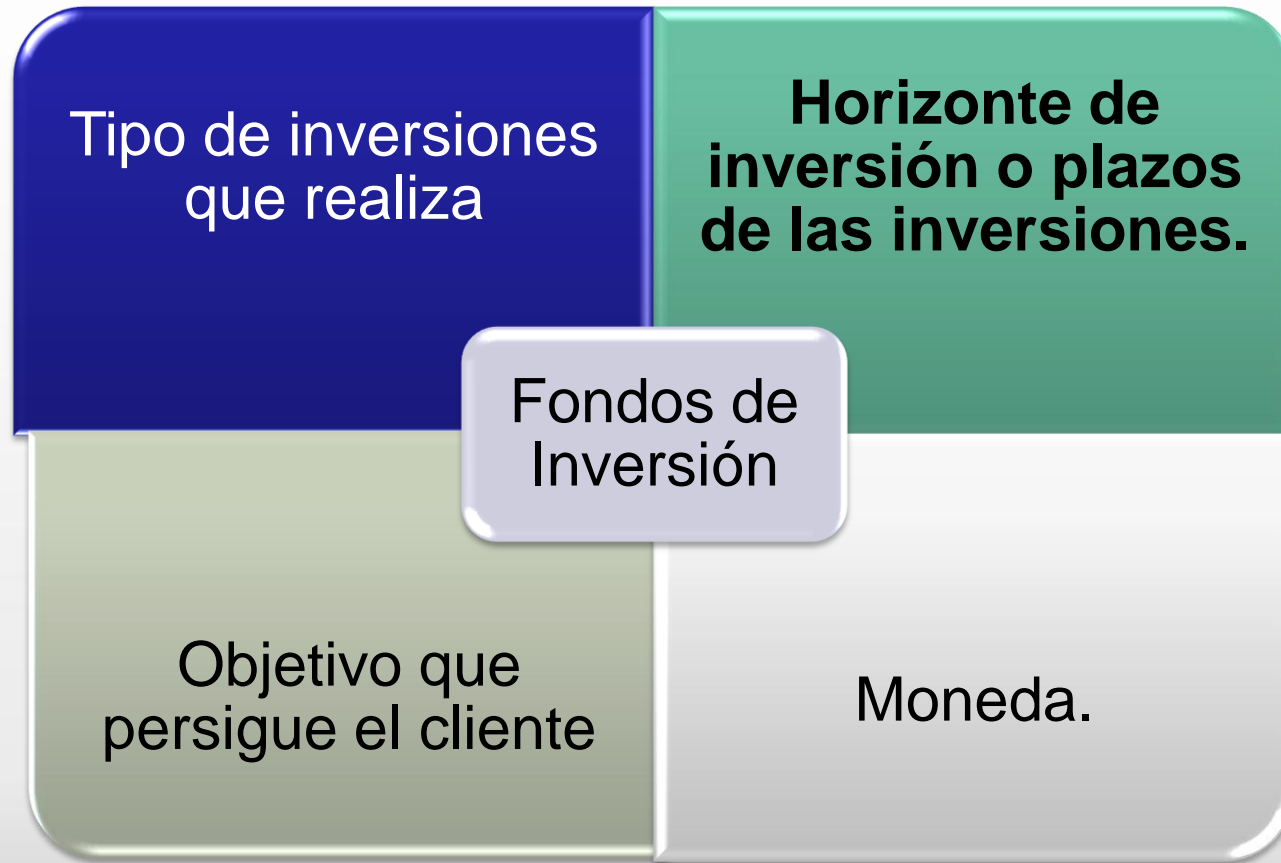 Tipo de inversiones
que realiza
Horizonte de
inversión o plazos
de las inversiones.
Fondos de
Inversión
Objetivo que
persigue el cliente
Moneda.